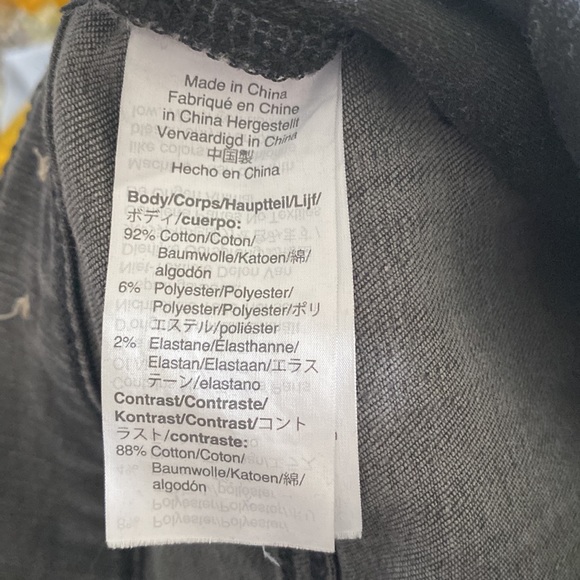 Made in China
Fabriqué en Chine
in China Hergestellt
Vervaardigd in China
中国製
Hecho en China
Body/Corps/Hauptteil/Lijf/
ボディ/cuerpo:
92% Cotton/Coton/
Baumwolle/Katoen/綿/
algodón
6% Polyester/Polyester/
Polyester/Polyester/ポリ
エステル/poliéster
2% Elastane/Élasthanne/
Elastan/Elastaan/エラス
テーン/elastano
Contrast/Contraste/
Kontrast/Contrast/コント
ラスト/contraste:
88% Cotton/Coton/
Baumwolle/Katoen/綿/
algodón